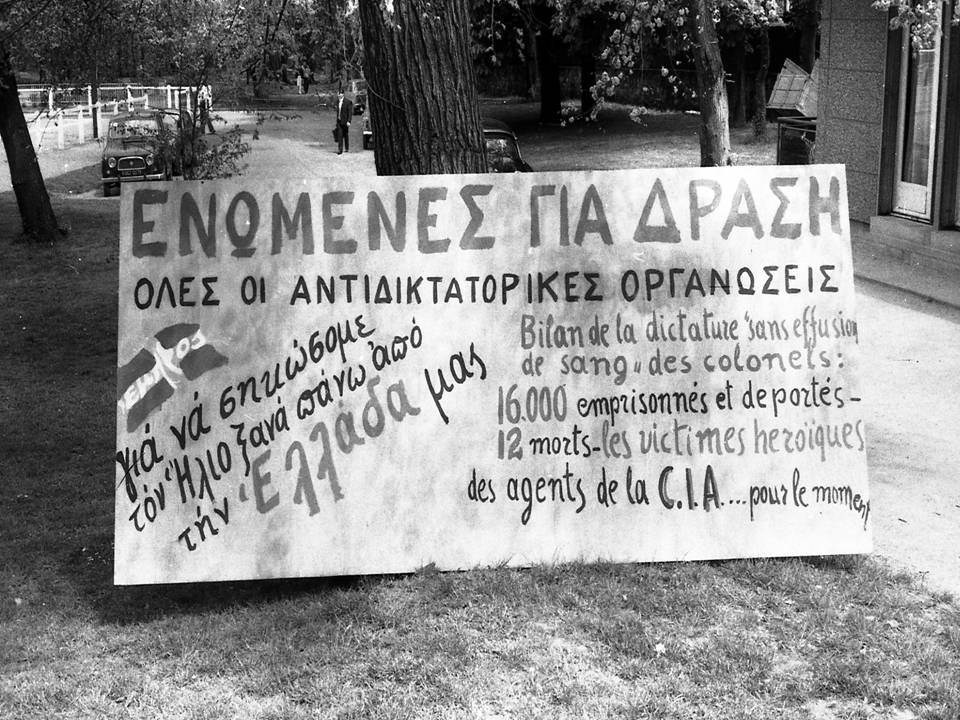 ΕΝΩΜΕΝΕΣ ΓΙΑ ΔΡΑΣΗ
ΟΛΕΣ ΟΙ ΑΝΤΙΔΙΚΤΑΤΟΡΙΚΕΣ ΟΡΓΑΝΩΣΕΙΣ
γιά νά σηκώσομε
τόν Ἥλιο ξανά πάνω ἀπό
τήν Ἑλλαδα μας
Bilan de la dictature "sans effusion
de sang" des colonels:
16.000 emprisonnés et deportés-
12 morts-les victimes heroïques
des agents de la C.I.A....pour le moment